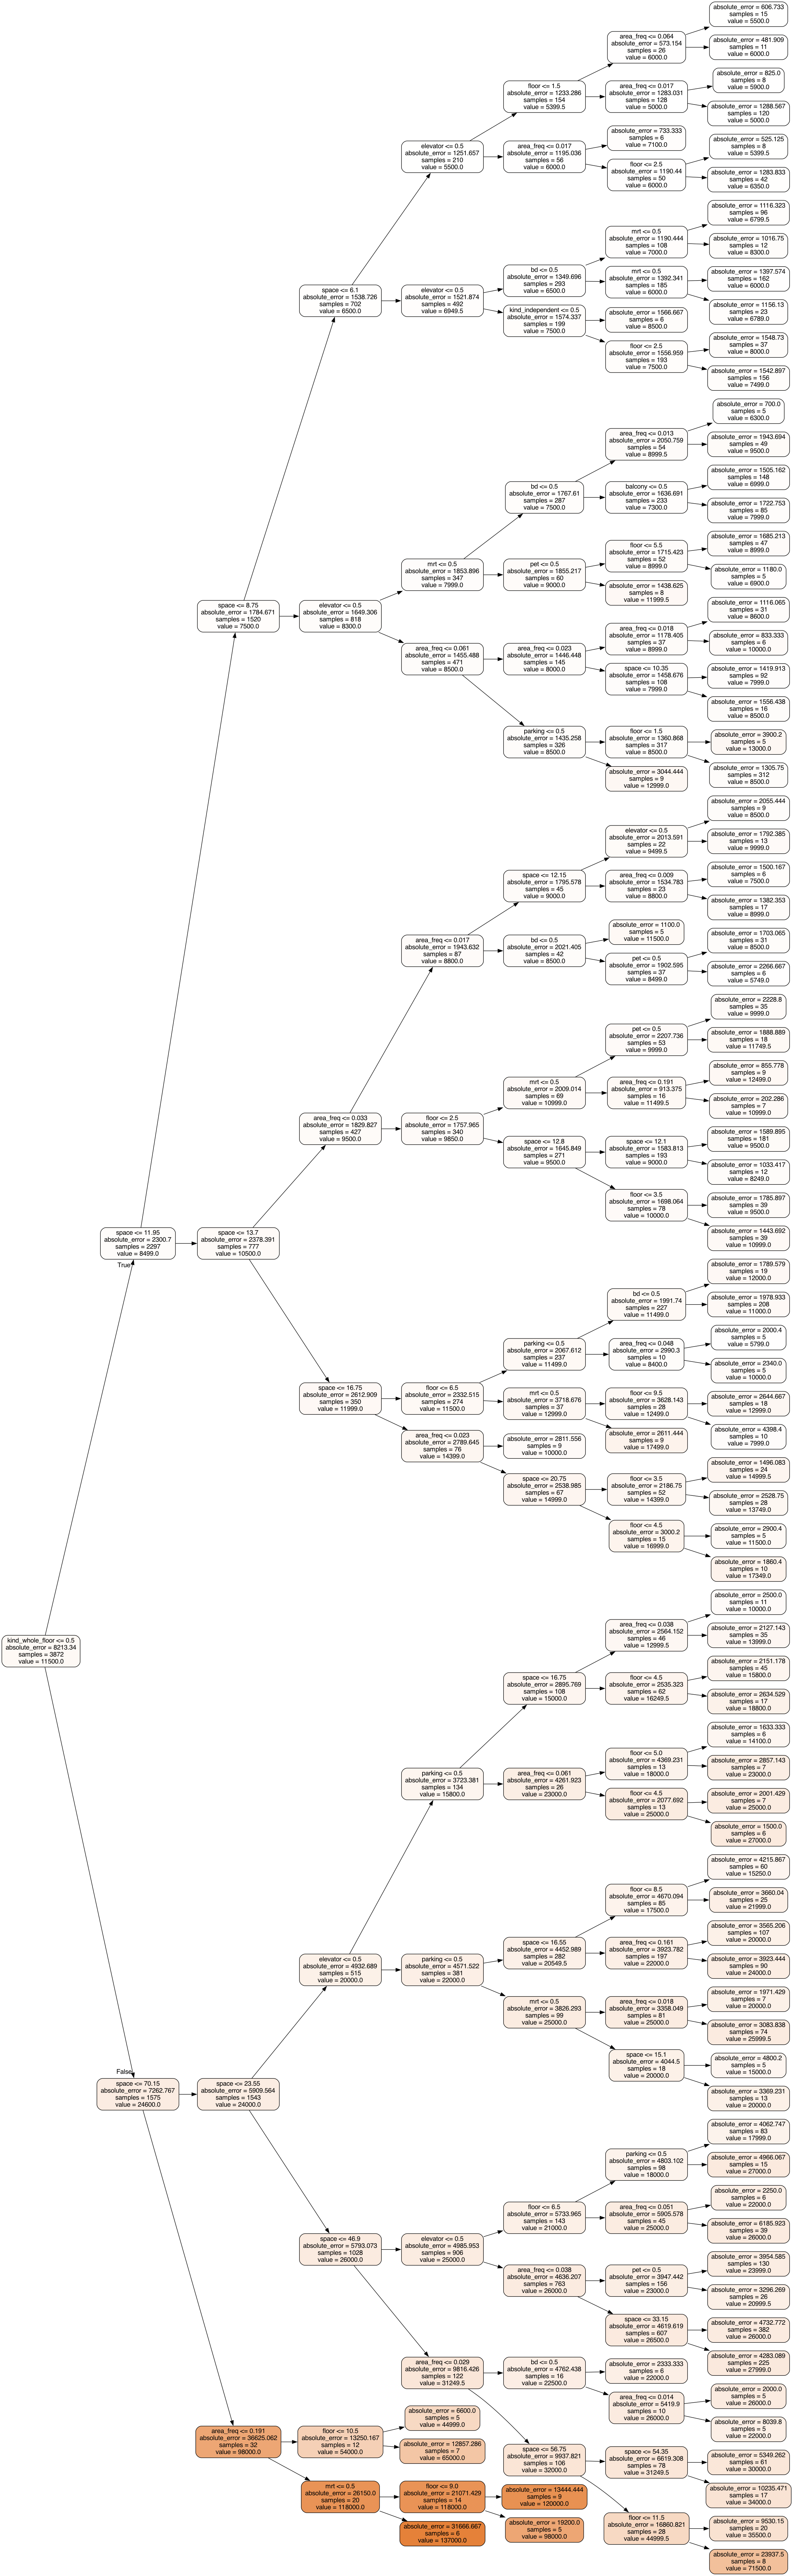 kind_whole_floor <= 0.5
absolute_error = 8213.34
samples = 3872
value = 11500.0
True
False
space <= 11.95
absolute_error = 2300.7
samples = 2297
value = 8499.0
space <= 70.15
absolute_error = 7262.767
samples = 1575
value = 24600.0
space <= 8.75
absolute_error = 1784.671
samples = 1520
value = 7500.0
space <= 13.7
absolute_error = 2378.391
samples = 777
value = 10500.0
space <= 23.55
absolute_error = 5909.564
samples = 1543
value = 24000.0
area_freq <= 0.191
absolute_error = 36625.062
samples = 32
value = 98000.0
space <= 6.1
absolute_error = 1538.726
samples = 702
value = 6500.0
elevator <= 0.5
absolute_error = 1649.306
samples = 818
value = 8300.0
area_freq <= 0.033
absolute_error = 1829.827
samples = 427
value = 9500.0
space <= 16.75
absolute_error = 2612.909
samples = 350
value = 11999.0
elevator <= 0.5
absolute_error = 4932.689
samples = 515
value = 20000.0
space <= 46.9
absolute_error = 5793.073
samples = 1028
value = 26000.0
floor <= 10.5
absolute_error = 13250.167
samples = 12
value = 54000.0
mrt <= 0.5
absolute_error = 26150.0
samples = 20
value = 118000.0
elevator <= 0.5
absolute_error = 1251.657
samples = 210
value = 5500.0
elevator <= 0.5
absolute_error = 1521.874
samples = 492
value = 6949.5
mrt <= 0.5
absolute_error = 1853.896
samples = 347
value = 7999.0
area_freq <= 0.061
absolute_error = 1455.488
samples = 471
value = 8500.0
area_freq <= 0.017
absolute_error = 1943.632
samples = 87
value = 8800.0
floor <= 2.5
absolute_error = 1757.965
samples = 340
value = 9850.0
floor <= 6.5
absolute_error = 2332.515
samples = 274
value = 11500.0
area_freq <= 0.023
absolute_error = 2789.645
samples = 76
value = 14399.0
parking <= 0.5
absolute_error = 3723.381
samples = 134
value = 15800.0
parking <= 0.5
absolute_error = 4571.522
samples = 381
value = 22000.0
elevator <= 0.5
absolute_error = 4985.953
samples = 906
value = 25000.0
area_freq <= 0.029
absolute_error = 9816.426
samples = 122
value = 31249.5
absolute_error = 6600.0
samples = 5
value = 44999.0
absolute_error = 12857.286
samples = 7
value = 65000.0
floor <= 9.0
absolute_error = 21071.429
samples = 14
value = 118000.0
absolute_error = 31666.667
samples = 6
value = 137000.0
floor <= 1.5
absolute_error = 1233.286
samples = 154
value = 5399.5
area_freq <= 0.017
absolute_error = 1195.036
samples = 56
value = 6000.0
bd <= 0.5
absolute_error = 1349.696
samples = 293
value = 6500.0
kind_independent <= 0.5
absolute_error = 1574.337
samples = 199
value = 7500.0
bd <= 0.5
absolute_error = 1767.61
samples = 287
value = 7500.0
pet <= 0.5
absolute_error = 1855.217
samples = 60
value = 9000.0
area_freq <= 0.023
absolute_error = 1446.448
samples = 145
value = 8000.0
parking <= 0.5
absolute_error = 1435.258
samples = 326
value = 8500.0
space <= 12.15
absolute_error = 1795.578
samples = 45
value = 9000.0
bd <= 0.5
absolute_error = 2021.405
samples = 42
value = 8500.0
mrt <= 0.5
absolute_error = 2009.014
samples = 69
value = 10999.0
space <= 12.8
absolute_error = 1645.849
samples = 271
value = 9500.0
parking <= 0.5
absolute_error = 2067.612
samples = 237
value = 11499.0
mrt <= 0.5
absolute_error = 3718.676
samples = 37
value = 12999.0
absolute_error = 2811.556
samples = 9
value = 10000.0
space <= 20.75
absolute_error = 2538.985
samples = 67
value = 14999.0
space <= 16.75
absolute_error = 2895.769
samples = 108
value = 15000.0
area_freq <= 0.061
absolute_error = 4261.923
samples = 26
value = 23000.0
space <= 16.55
absolute_error = 4452.989
samples = 282
value = 20549.5
mrt <= 0.5
absolute_error = 3826.293
samples = 99
value = 25000.0
floor <= 6.5
absolute_error = 5733.965
samples = 143
value = 21000.0
area_freq <= 0.038
absolute_error = 4636.207
samples = 763
value = 26000.0
bd <= 0.5
absolute_error = 4762.438
samples = 16
value = 22500.0
space <= 56.75
absolute_error = 9937.821
samples = 106
value = 32000.0
absolute_error = 13444.444
samples = 9
value = 120000.0
absolute_error = 19200.0
samples = 5
value = 98000.0
area_freq <= 0.064
absolute_error = 573.154
samples = 26
value = 6000.0
area_freq <= 0.017
absolute_error = 1283.031
samples = 128
value = 5000.0
absolute_error = 733.333
samples = 6
value = 7100.0
floor <= 2.5
absolute_error = 1190.44
samples = 50
value = 6000.0
mrt <= 0.5
absolute_error = 1190.444
samples = 108
value = 7000.0
mrt <= 0.5
absolute_error = 1392.341
samples = 185
value = 6000.0
absolute_error = 1566.667
samples = 6
value = 8500.0
floor <= 2.5
absolute_error = 1556.959
samples = 193
value = 7500.0
area_freq <= 0.013
absolute_error = 2050.759
samples = 54
value = 8999.5
balcony <= 0.5
absolute_error = 1636.691
samples = 233
value = 7300.0
floor <= 5.5
absolute_error = 1715.423
samples = 52
value = 8999.0
absolute_error = 1438.625
samples = 8
value = 11999.5
area_freq <= 0.018
absolute_error = 1178.405
samples = 37
value = 8999.0
space <= 10.35
absolute_error = 1458.676
samples = 108
value = 7999.0
floor <= 1.5
absolute_error = 1360.868
samples = 317
value = 8500.0
absolute_error = 3044.444
samples = 9
value = 12999.0
elevator <= 0.5
absolute_error = 2013.591
samples = 22
value = 9499.5
area_freq <= 0.009
absolute_error = 1534.783
samples = 23
value = 8800.0
absolute_error = 1100.0
samples = 5
value = 11500.0
pet <= 0.5
absolute_error = 1902.595
samples = 37
value = 8499.0
pet <= 0.5
absolute_error = 2207.736
samples = 53
value = 9999.0
area_freq <= 0.191
absolute_error = 913.375
samples = 16
value = 11499.5
space <= 12.1
absolute_error = 1583.813
samples = 193
value = 9000.0
floor <= 3.5
absolute_error = 1698.064
samples = 78
value = 10000.0
bd <= 0.5
absolute_error = 1991.74
samples = 227
value = 11499.0
area_freq <= 0.048
absolute_error = 2990.3
samples = 10
value = 8400.0
floor <= 9.5
absolute_error = 3628.143
samples = 28
value = 12499.0
absolute_error = 2611.444
samples = 9
value = 17499.0
floor <= 3.5
absolute_error = 2186.75
samples = 52
value = 14399.0
floor <= 4.5
absolute_error = 3000.2
samples = 15
value = 16999.0
area_freq <= 0.038
absolute_error = 2564.152
samples = 46
value = 12999.5
floor <= 4.5
absolute_error = 2535.323
samples = 62
value = 16249.5
floor <= 5.0
absolute_error = 4369.231
samples = 13
value = 18000.0
floor <= 4.5
absolute_error = 2077.692
samples = 13
value = 25000.0
floor <= 8.5
absolute_error = 4670.094
samples = 85
value = 17500.0
area_freq <= 0.161
absolute_error = 3923.782
samples = 197
value = 22000.0
area_freq <= 0.018
absolute_error = 3358.049
samples = 81
value = 25000.0
space <= 15.1
absolute_error = 4044.5
samples = 18
value = 20000.0
parking <= 0.5
absolute_error = 4803.102
samples = 98
value = 18000.0
area_freq <= 0.051
absolute_error = 5905.578
samples = 45
value = 25000.0
pet <= 0.5
absolute_error = 3947.442
samples = 156
value = 23000.0
space <= 33.15
absolute_error = 4619.619
samples = 607
value = 26500.0
absolute_error = 2333.333
samples = 6
value = 22000.0
area_freq <= 0.014
absolute_error = 5419.9
samples = 10
value = 26000.0
space <= 54.35
absolute_error = 6619.308
samples = 78
value = 31249.5
floor <= 11.5
absolute_error = 16860.821
samples = 28
value = 44999.5
absolute_error = 606.733
samples = 15
value = 5500.0
absolute_error = 481.909
samples = 11
value = 6000.0
absolute_error = 825.0
samples = 8
value = 5900.0
absolute_error = 1288.567
samples = 120
value = 5000.0
absolute_error = 525.125
samples = 8
value = 5399.5
absolute_error = 1283.833
samples = 42
value = 6350.0
absolute_error = 1116.323
samples = 96
value = 6799.5
absolute_error = 1016.75
samples = 12
value = 8300.0
absolute_error = 1397.574
samples = 162
value = 6000.0
absolute_error = 1156.13
samples = 23
value = 6789.0
absolute_error = 1548.73
samples = 37
value = 8000.0
absolute_error = 1542.897
samples = 156
value = 7499.0
absolute_error = 700.0
samples = 5
value = 6300.0
absolute_error = 1943.694
samples = 49
value = 9500.0
absolute_error = 1505.162
samples = 148
value = 6999.0
absolute_error = 1722.753
samples = 85
value = 7999.0
absolute_error = 1685.213
samples = 47
value = 8999.0
absolute_error = 1180.0
samples = 5
value = 6900.0
absolute_error = 1116.065
samples = 31
value = 8600.0
absolute_error = 833.333
samples = 6
value = 10000.0
absolute_error = 1419.913
samples = 92
value = 7999.0
absolute_error = 1556.438
samples = 16
value = 8500.0
absolute_error = 3900.2
samples = 5
value = 13000.0
absolute_error = 1305.75
samples = 312
value = 8500.0
absolute_error = 2055.444
samples = 9
value = 8500.0
absolute_error = 1792.385
samples = 13
value = 9999.0
absolute_error = 1500.167
samples = 6
value = 7500.0
absolute_error = 1382.353
samples = 17
value = 8999.0
absolute_error = 1703.065
samples = 31
value = 8500.0
absolute_error = 2266.667
samples = 6
value = 5749.0
absolute_error = 2228.8
samples = 35
value = 9999.0
absolute_error = 1888.889
samples = 18
value = 11749.5
absolute_error = 855.778
samples = 9
value = 12499.0
absolute_error = 202.286
samples = 7
value = 10999.0
absolute_error = 1589.895
samples = 181
value = 9500.0
absolute_error = 1033.417
samples = 12
value = 8249.0
absolute_error = 1785.897
samples = 39
value = 9500.0
absolute_error = 1443.692
samples = 39
value = 10999.0
absolute_error = 1789.579
samples = 19
value = 12000.0
absolute_error = 1978.933
samples = 208
value = 11000.0
absolute_error = 2000.4
samples = 5
value = 5799.0
absolute_error = 2340.0
samples = 5
value = 10000.0
absolute_error = 2644.667
samples = 18
value = 12999.0
absolute_error = 4398.4
samples = 10
value = 7999.0
absolute_error = 1496.083
samples = 24
value = 14999.5
absolute_error = 2528.75
samples = 28
value = 13749.0
absolute_error = 2900.4
samples = 5
value = 11500.0
absolute_error = 1860.4
samples = 10
value = 17349.0
absolute_error = 2500.0
samples = 11
value = 10000.0
absolute_error = 2127.143
samples = 35
value = 13999.0
absolute_error = 2151.178
samples = 45
value = 15800.0
absolute_error = 2634.529
samples = 17
value = 18800.0
absolute_error = 1633.333
samples = 6
value = 14100.0
absolute_error = 2857.143
samples = 7
value = 23000.0
absolute_error = 2001.429
samples = 7
value = 25000.0
absolute_error = 1500.0
samples = 6
value = 27000.0
absolute_error = 4215.867
samples = 60
value = 15250.0
absolute_error = 3660.04
samples = 25
value = 21999.0
absolute_error = 3565.206
samples = 107
value = 20000.0
absolute_error = 3923.444
samples = 90
value = 24000.0
absolute_error = 1971.429
samples = 7
value = 20000.0
absolute_error = 3083.838
samples = 74
value = 25999.5
absolute_error = 4800.2
samples = 5
value = 15000.0
absolute_error = 3369.231
samples = 13
value = 20000.0
absolute_error = 4062.747
samples = 83
value = 17999.0
absolute_error = 4966.067
samples = 15
value = 27000.0
absolute_error = 2250.0
samples = 6
value = 22000.0
absolute_error = 6185.923
samples = 39
value = 26000.0
absolute_error = 3954.585
samples = 130
value = 23999.0
absolute_error = 3296.269
samples = 26
value = 20999.5
absolute_error = 4732.772
samples = 382
value = 26000.0
absolute_error = 4283.089
samples = 225
value = 27999.0
absolute_error = 2000.0
samples = 5
value = 26000.0
absolute_error = 8039.8
samples = 5
value = 22000.0
absolute_error = 5349.262
samples = 61
value = 30000.0
absolute_error = 10235.471
samples = 17
value = 34000.0
absolute_error = 9530.15
samples = 20
value = 35500.0
absolute_error = 23937.5
samples = 8
value = 71500.0